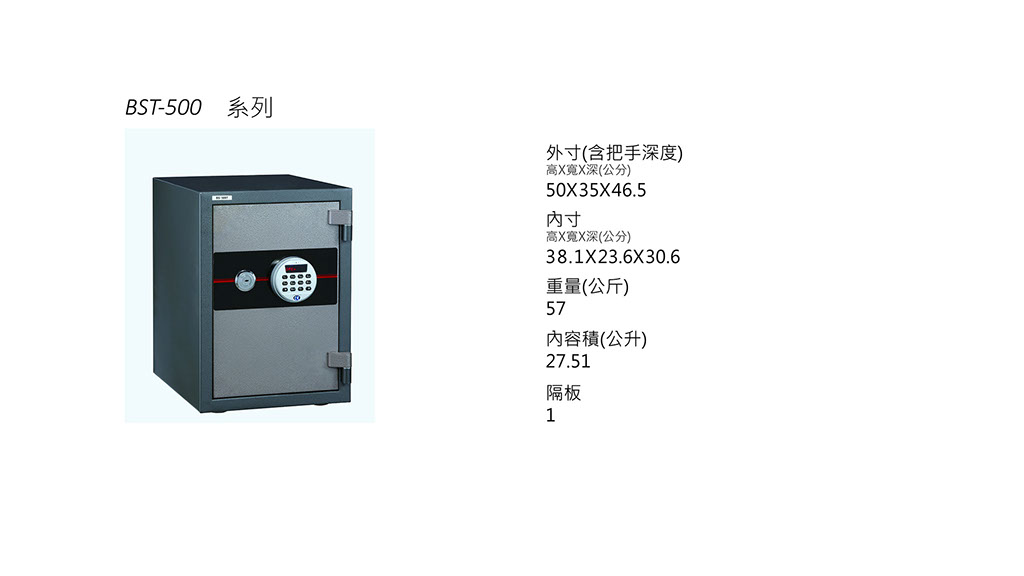 BST-500 系列
外寸(含把手深度)
高X寬X深(公分)
50X35X46.5
內寸
高X寬X深(公分)
38.1X23.6X30.6
重量(公斤)
57
內容積(公升)
27.51
隔板
1